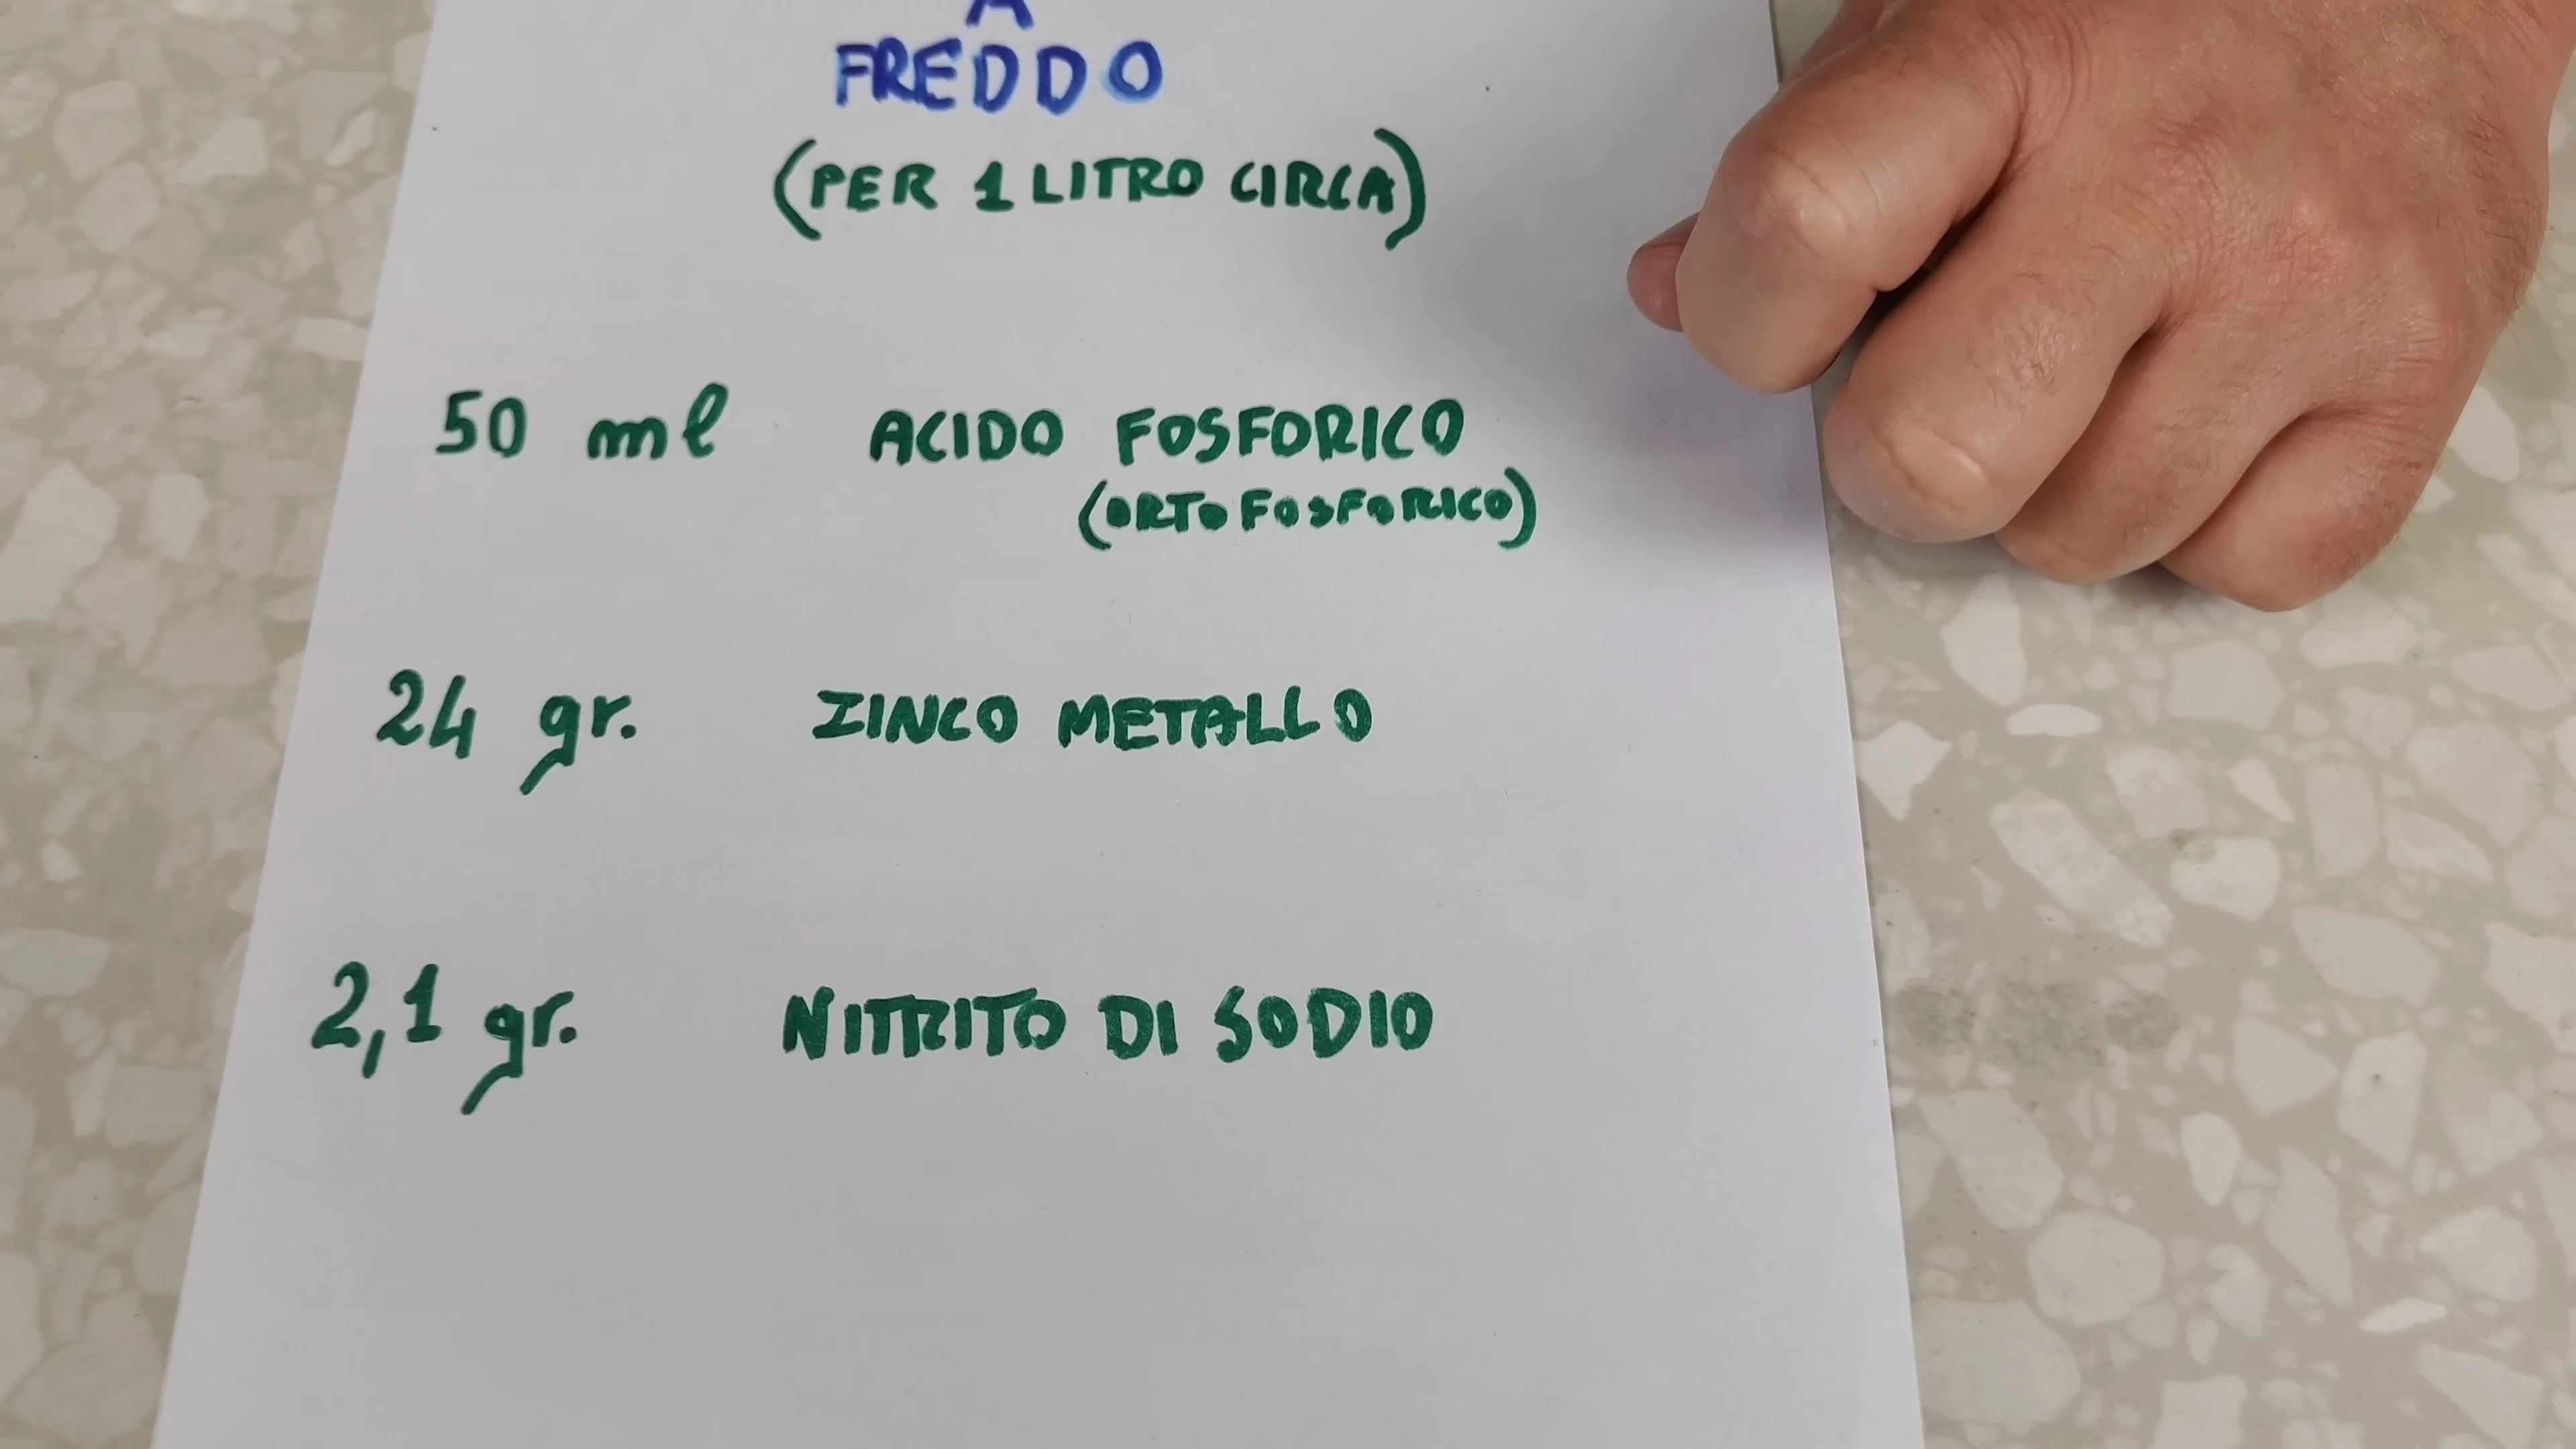 A
FREDDO
(PER 1 LITRO CIRCA)
50 ml ACIDO FOSFORICO
(ORTOFOSFORICO)
24 gr. ZINCO METALLO
2,1 gr. NITRITO DI SODIO